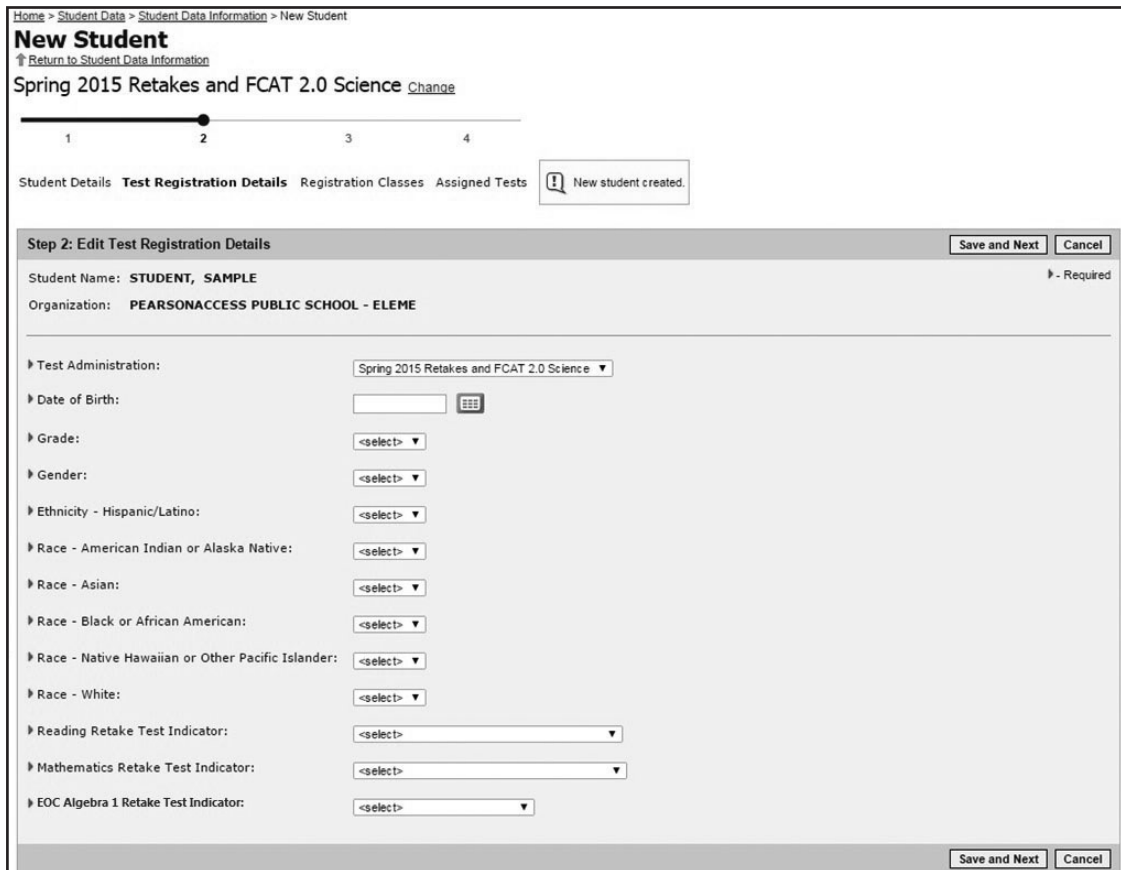 Home > Student Data > Student Data Information > New Student
New Student
Return to Student Data Information
Spring 2015 Retakes and FCAT 2.0 Science Change
1 2 3 4
Student Details Test Registration Details Registration Classes Assigned Tests New student created.
Step 2: Edit Test Registration Details Save and Next Cancel
Student Name: STUDENT, SAMPLE - Required
Organization: PEARSONACCESS PUBLIC SCHOOL - ELEME
Test Administration: Spring 2015 Retakes and FCAT 2.0 Science
Date of Birth:
Grade: <select>
Gender: <select>
Ethnicity - Hispanic/Latino: <select>
Race - American Indian or Alaska Native: <select>
Race - Asian: <select>
Race - Black or African American: <select>
Race - Native Hawaiian or Other Pacific Islander: <select>
Race - White: <select>
Reading Retake Test Indicator: <select>
Mathematics Retake Test Indicator: <select>
EOC Algebra 1 Retake Test Indicator: <select>
Save and Next Cancel